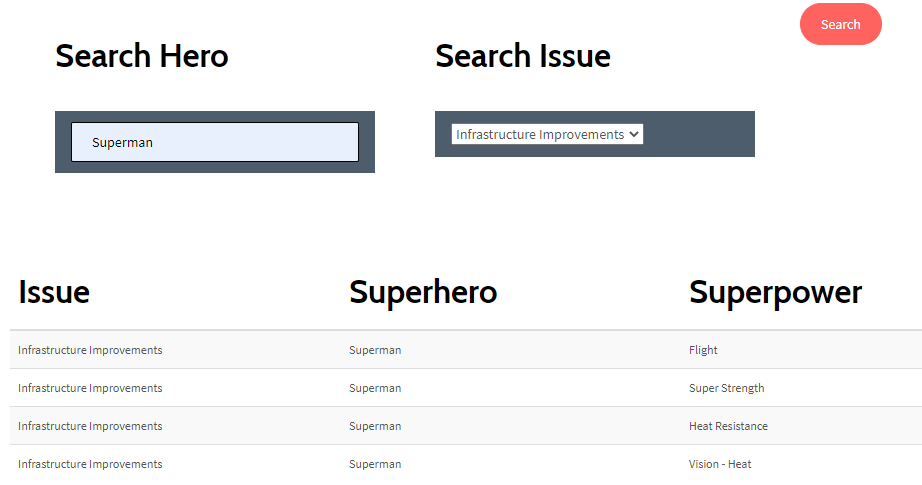 Search
Search Hero Search Issue
Superman Infrastructure Improvements
Issue Superhero Superpower
Infrastructure Improvements Superman Flight
Infrastructure Improvements Superman Super Strength
Infrastructure Improvements Superman Heat Resistance
Infrastructure Improvements Superman Vision - Heat